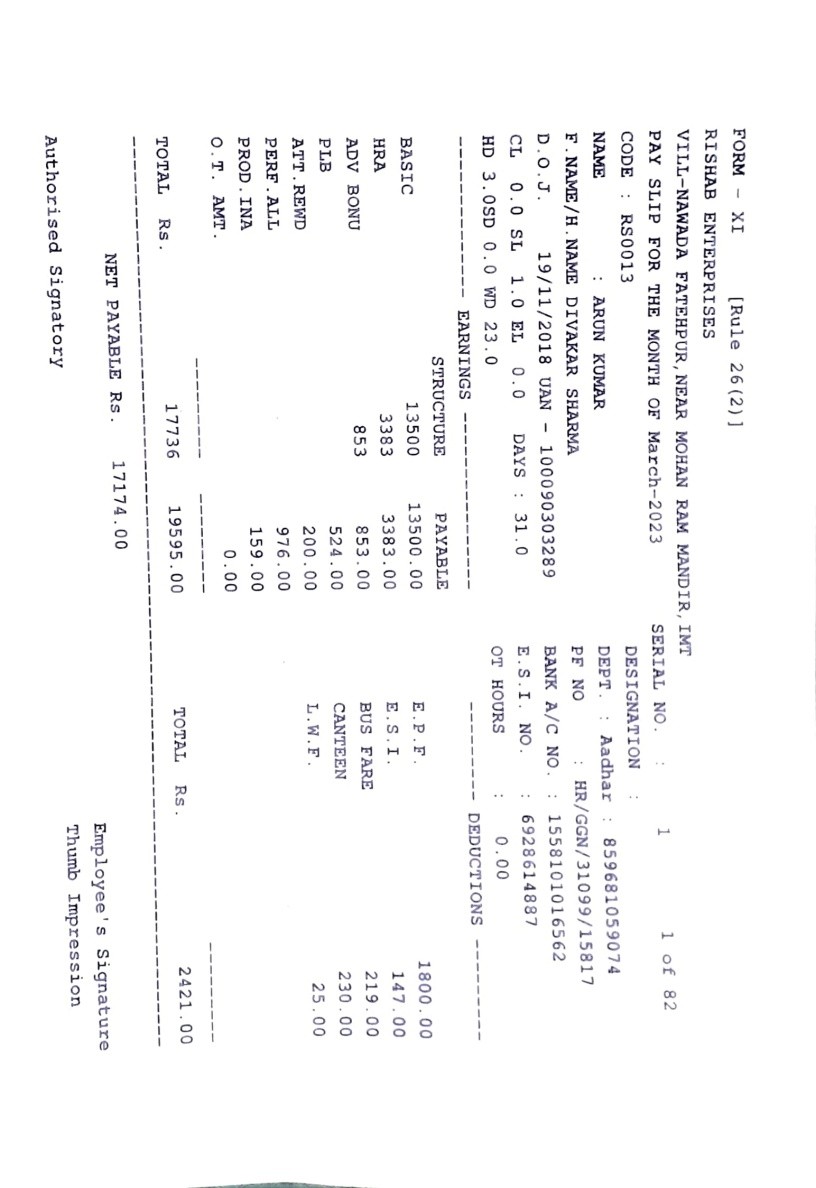 FORM - XI [Rule 26(2)]
RISHAB ENTERPRISES
VILL-NAWADA FATEHPUR,NEAR MOHAN RAM MANDIR,IMT
PAY SLIP FOR THE MONTH OF March-2023 SERIAL NO. : 1 1 of 82
CODE : RS0013 DESIGNATION :
NAME : ARUN KUMAR DEPT. : Aadhar : 859681059074
F.NAME/H.NAME DIVAKAR SHARMA PF NO : HR/GGN/31099/15817
D.O.J. 19/11/2018 UAN - 100090303289 BANK A/C NO. : 1558101016562
CL 0.0 SL 1.0 EL 0.0 DAYS : 31.0 E.S.I. NO. : 6928614887
HD 3.0SD 0.0 WD 23.0 OT HOURS : 0.00
------------- EARNINGS -------------- --------- DEDUCTIONS ---------
STRUCTURE PAYABLE
BASIC 13500 13500.00 E.P.F. 1800.00
HRA 3383 3383.00 E.S.I. 147.00
ADV BONU 853 853.00 BUS FARE 219.00
PLB 524.00 CANTEEN 230.00
ATT.REWD 200.00 L.W.F. 25.00
PERF.ALL 976.00
PROD.INA 159.00
O.T. AMT. 0.00
TOTAL Rs. 17736 19595.00 TOTAL Rs. 2421.00
NET PAYABLE Rs. 17174.00
Employee's Signature
Authorised Signatory Thumb Impression